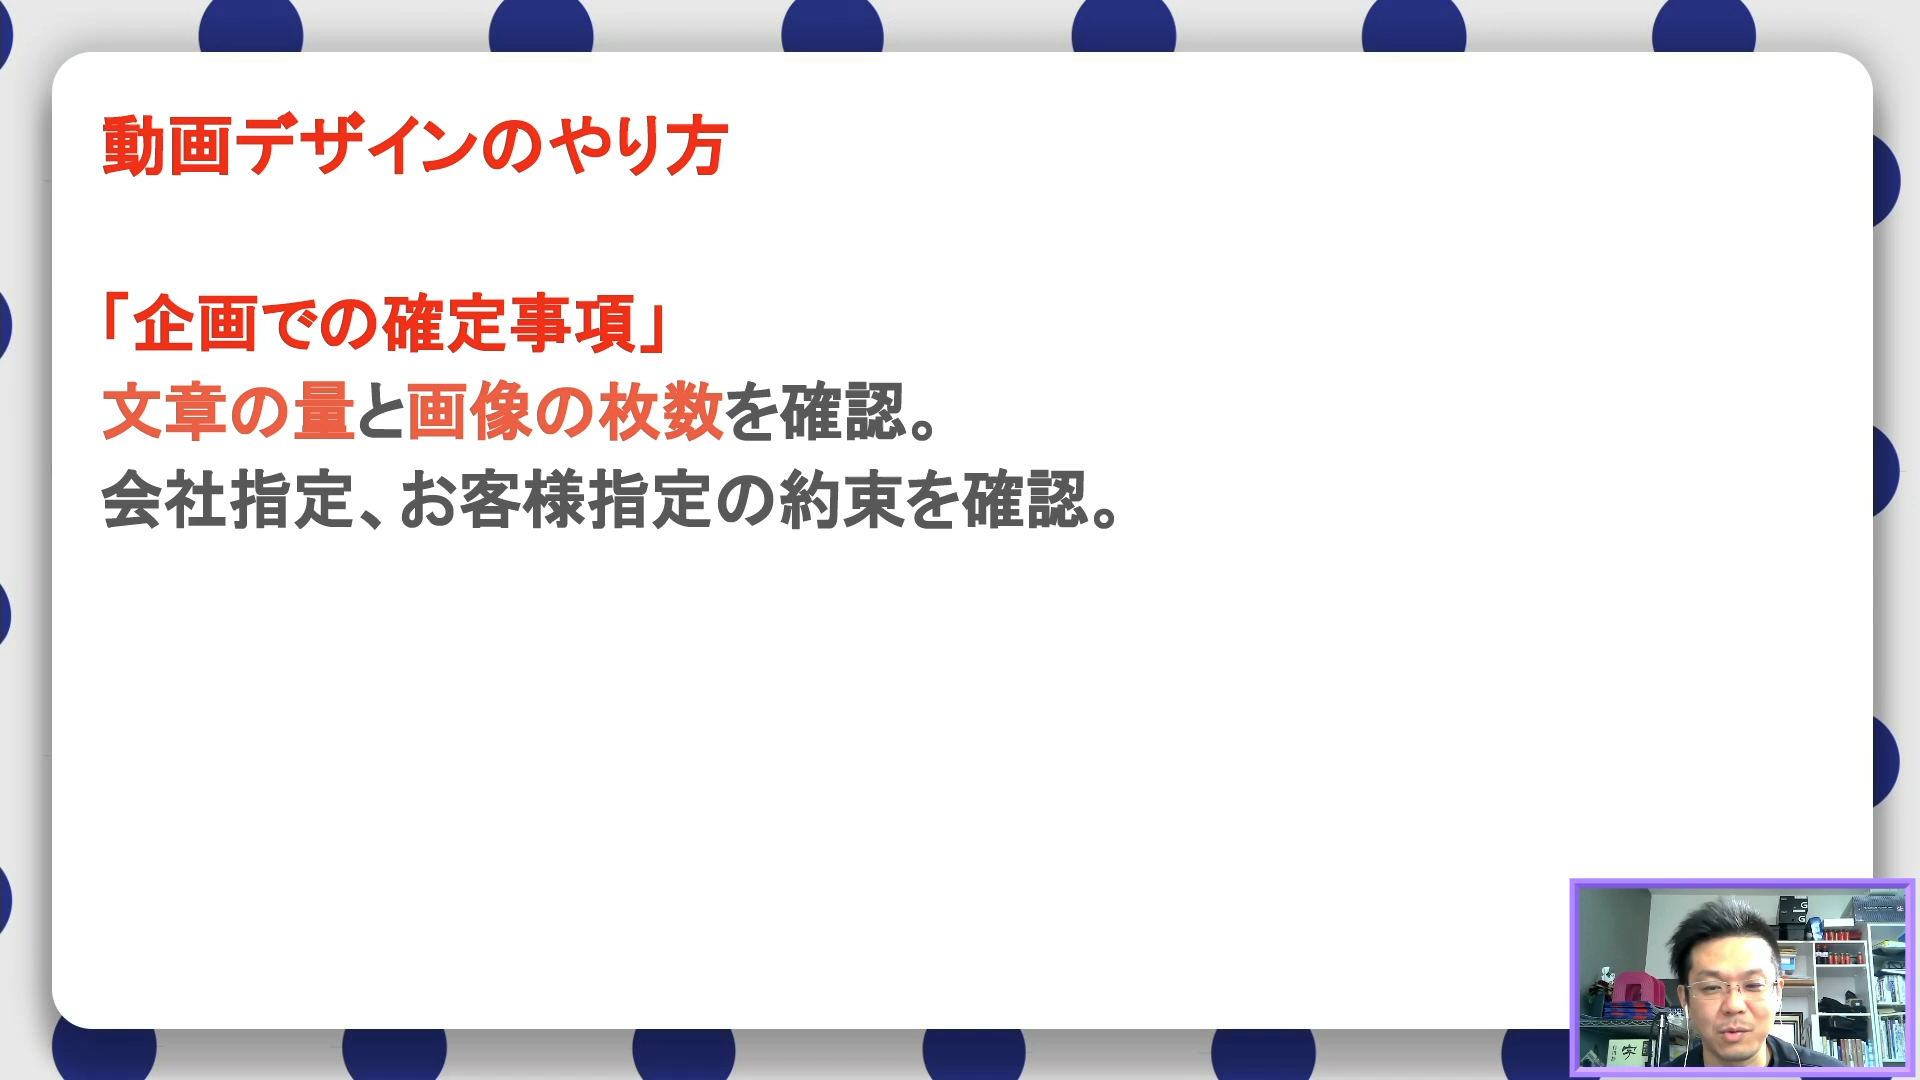 動画デザインのやり方
「企画での確定事項」
文章の量と画像の枚数を確認。
会社指定、お客様指定の約束を確認。